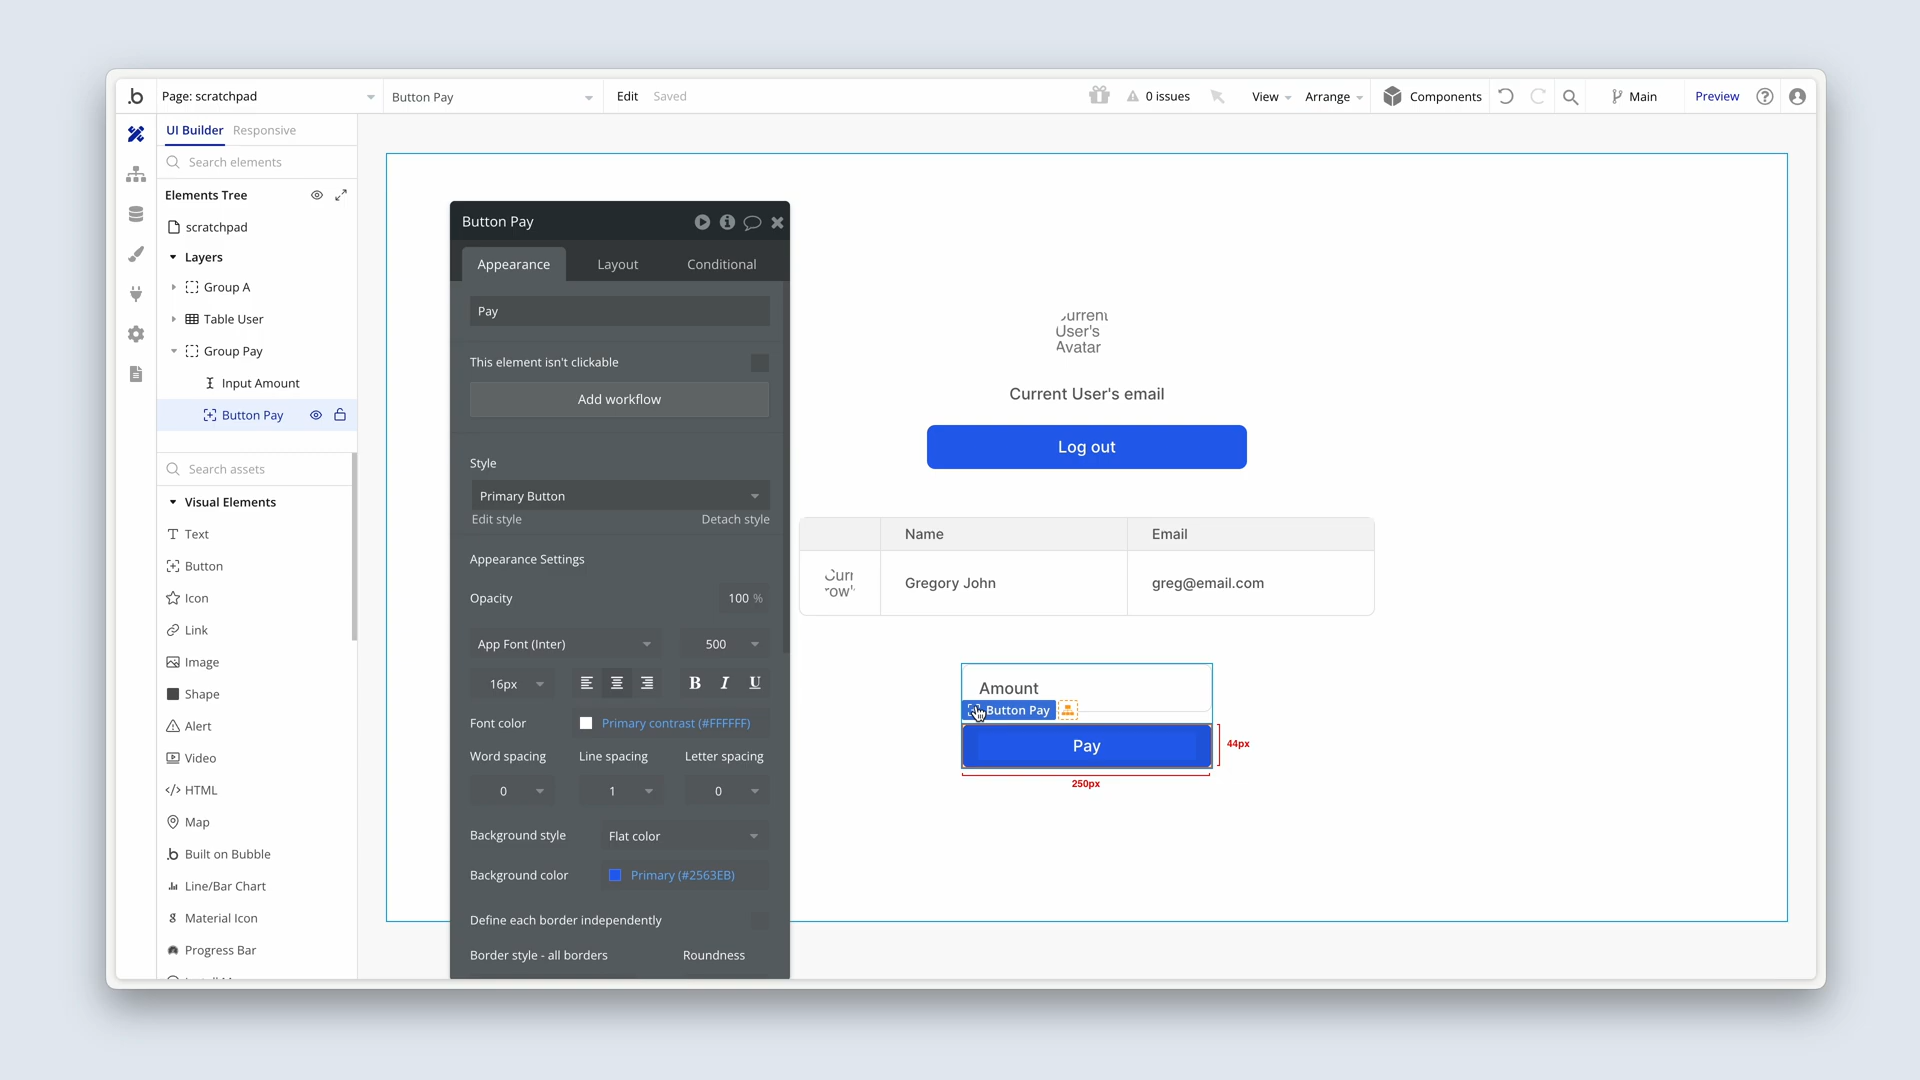 Page: scratchpad
Button Pay
Edit
Saved
0 issues
View
Arrange
Components
Main
Preview
UI Builder
Responsive
Search elements
Elements Tree
scratchpad
Layers
Group A
Table User
Group Pay
Input Amount
Button Pay
Search assets
Visual Elements
Text
Button
Icon
Link
Image
Shape
Alert
Video
HTML
Map
Built on Bubble
Line/Bar Chart
Material Icon
Progress Bar
Button Pay
Appearance
Layout
Conditional
Pay
This element isn't clickable
Add workflow
Style
Primary Button
Edit style
Detach style
Appearance Settings
Opacity
100 %
App Font (Inter)
500
16px
B
I
U
Font color
Primary contrast (#FFFFFF)
Word spacing
Line spacing
Letter spacing
0
1
0
Background style
Flat color
Background color
Primary (#2563EB)
Define each border independently
Border style - all borders
Roundness
Current
User's
Avatar
Current User's email
Log out
Name
Email
Gregory John
greg@email.com
Amount
Button Pay
Pay
44px
250px